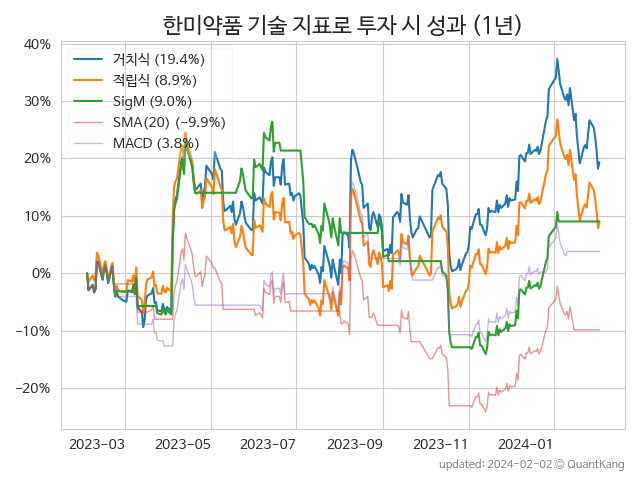 한미약품 기술 지표로 투자 시 성과 (1년)
40%
30%
20%
10%
0%
−10%
−20%
거치식 (19.4%)
적립식 (8.9%)
SigM (9.0%)
SMA(20) (−9.9%)
MACD (3.8%)
2023−03 2023−05 2023−07 2023−09 2023−11 2024−01
updated: 2024-02-02 © QuantKang